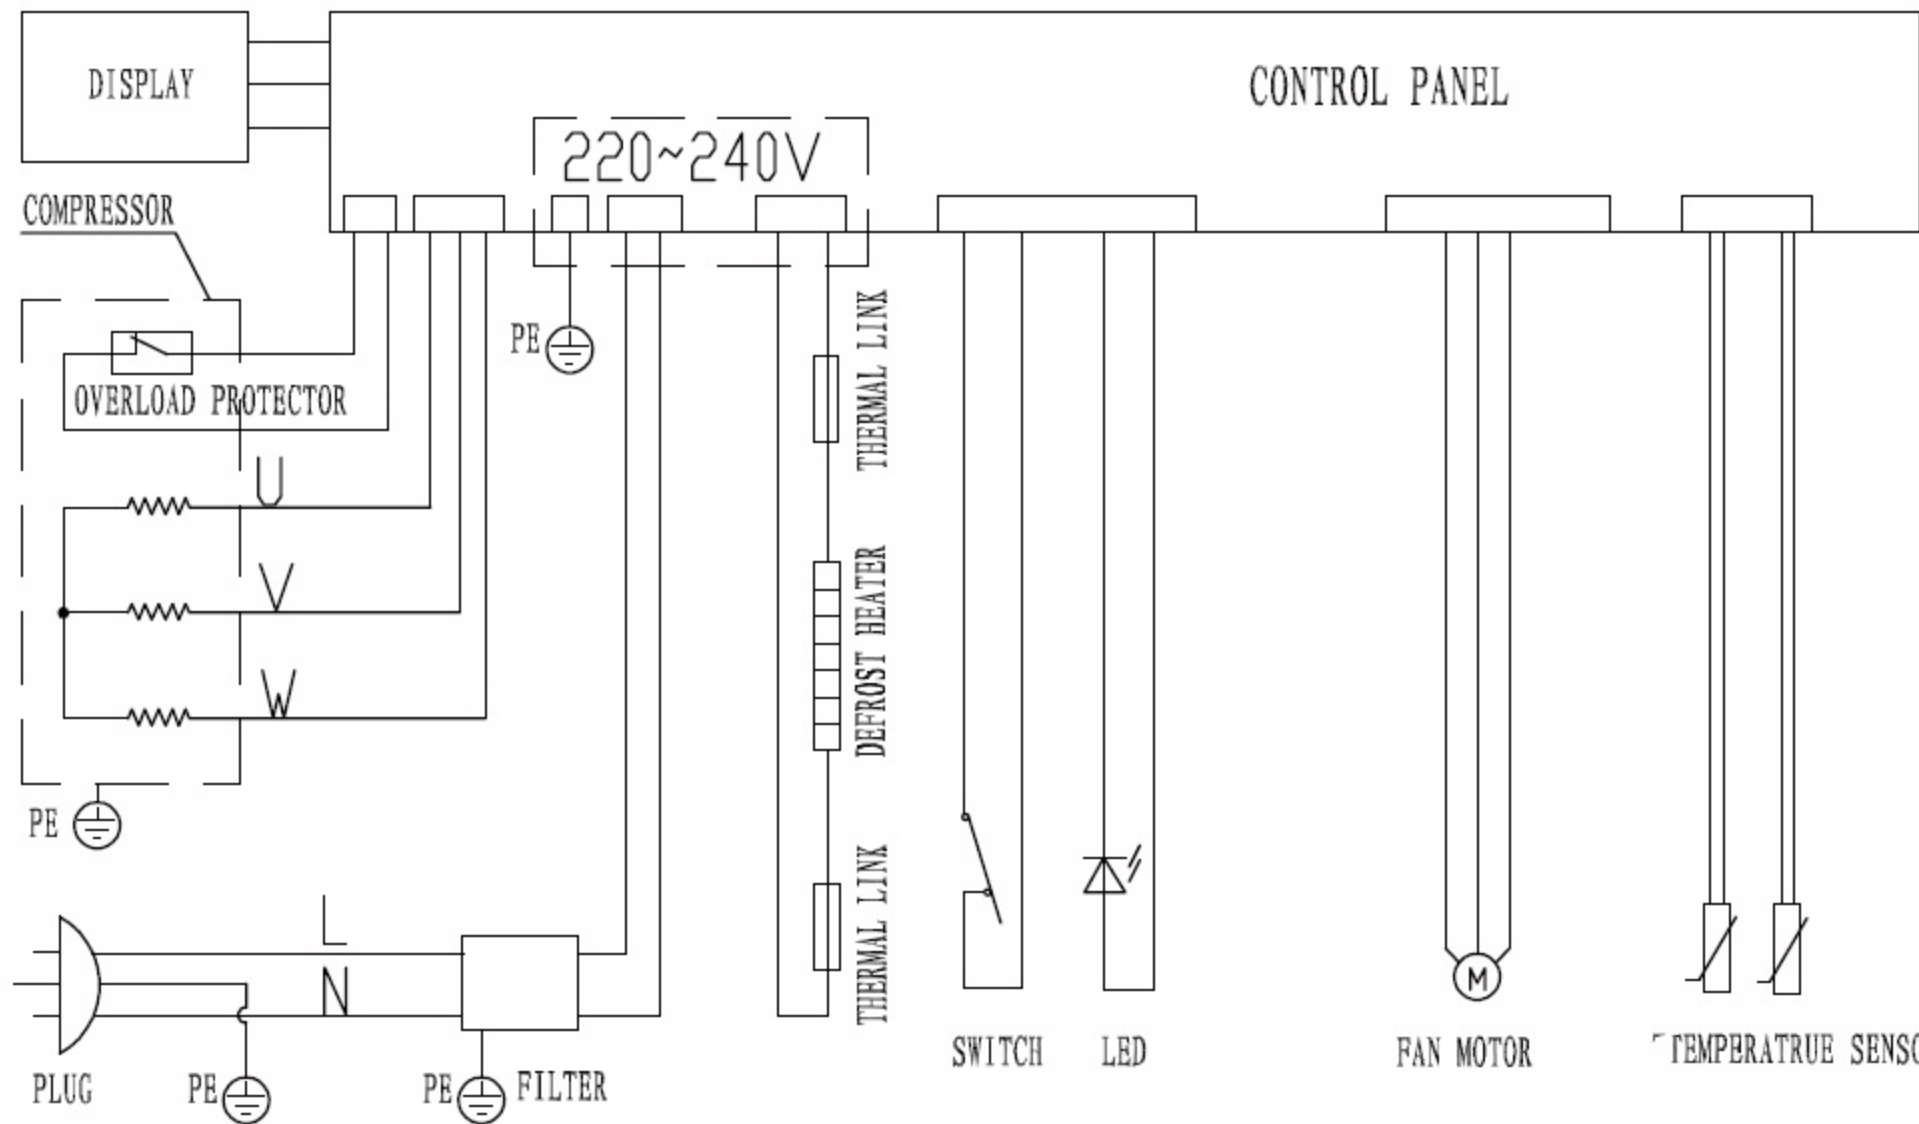 DISPLAY
CONTROL PANEL
220~240V
COMPRESSOR
OVERLOAD PROTECTOR
PE
THERMAL LINK
U
V
DEFROST HEATER
W
PE
THERMAL LINK
L
N
SWITCH
LED
FAN MOTOR
M
TEMPERATRUE SENSO
PLUG
PE
PE
FILTER